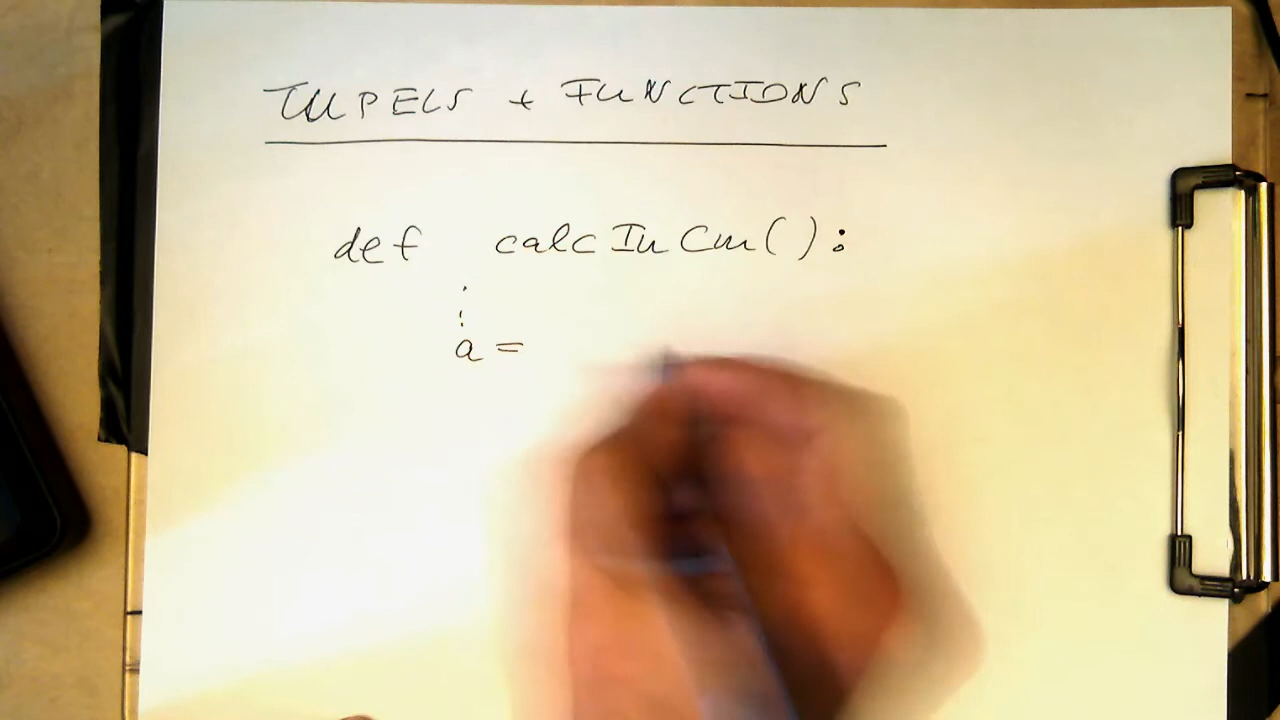 TUPELS + FUNCTIONS
def calcInCm():
⋮
a =